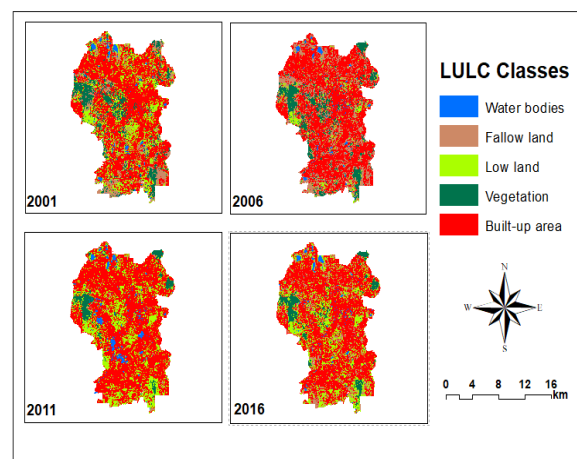 2001
2006
2011
2016
LULC Classes
Water bodies
Fallow land
Low land
Vegetation
Built-up area
N
W E
S
0 4 8 12 16
km